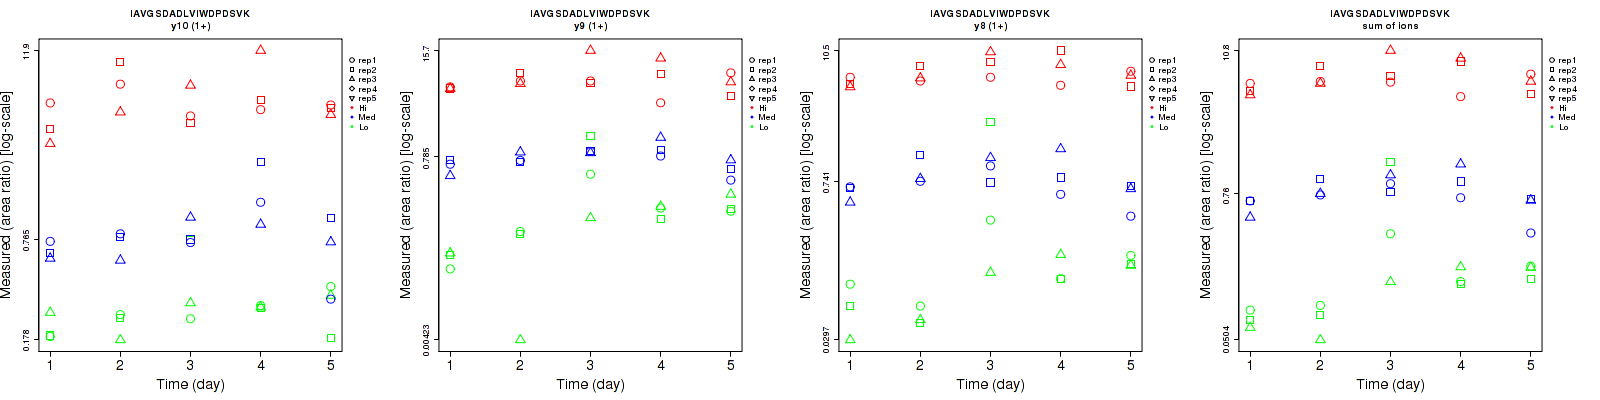 IAVGSDADLVIWDPDSVK
y10 (1+)
Measured (area ratio) [log-scale]
11.9
0.765
0.178
1 2 3 4 5
Time (day)
rep1
rep2
rep3
rep4
rep5
Hi
Med
Lo
IAVGSDADLVIWDPDSVK
y9 (1+)
Measured (area ratio) [log-scale]
15.7
0.785
0.00423
1 2 3 4 5
Time (day)
rep1
rep2
rep3
rep4
rep5
Hi
Med
Lo
IAVGSDADLVIWDPDSVK
y8 (1+)
Measured (area ratio) [log-scale]
10.5
0.741
0.0297
1 2 3 4 5
Time (day)
rep1
rep2
rep3
rep4
rep5
Hi
Med
Lo
IAVGSDADLVIWDPDSVK
sum of ions
Measured (area ratio) [log-scale]
10.8
0.76
0.0504
1 2 3 4 5
Time (day)
rep1
rep2
rep3
rep4
rep5
Hi
Med
Lo